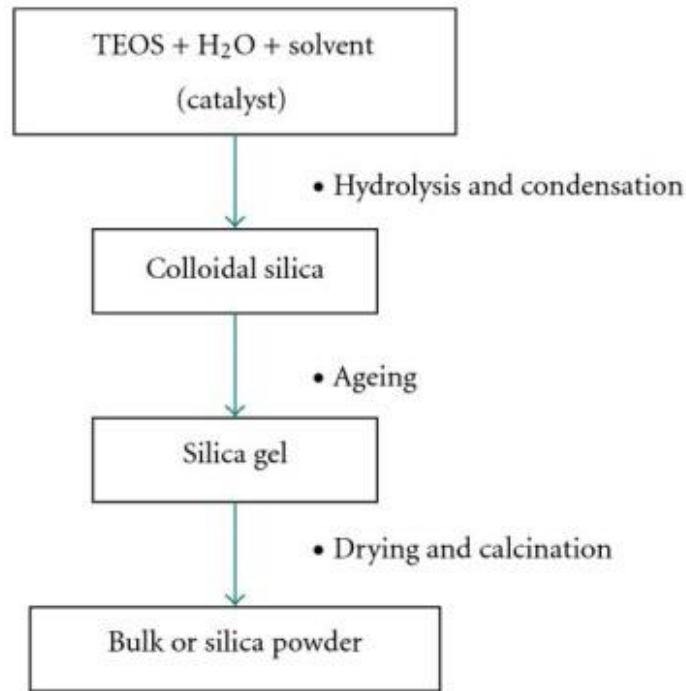 TEOS + H₂O + solvent
(catalyst)
• Hydrolysis and condensation
Colloidal silica
• Ageing
Silica gel
• Drying and calcination
Bulk or silica powder